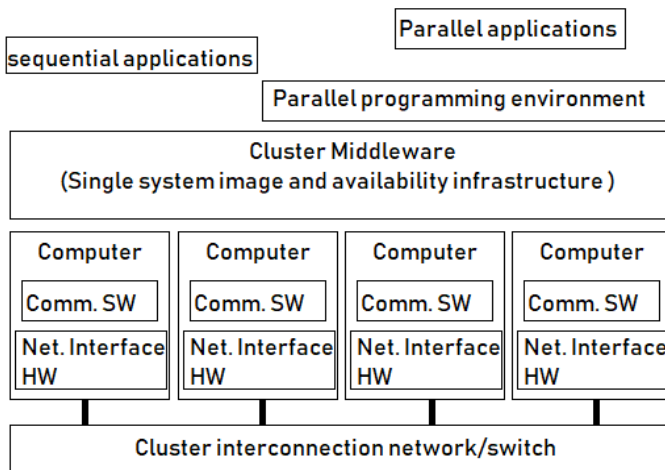 Parallel applications
sequential applications
Parallel programming environment
Cluster Middleware
(Single system image and availability infrastructure )
Computer
Comm. SW
Net. Interface
HW
Computer
Comm. SW
Net. Interface
HW
Computer
Comm. SW
Net. Interface
HW
Computer
Comm. SW
Net. Interface
HW
Cluster interconnection network/switch